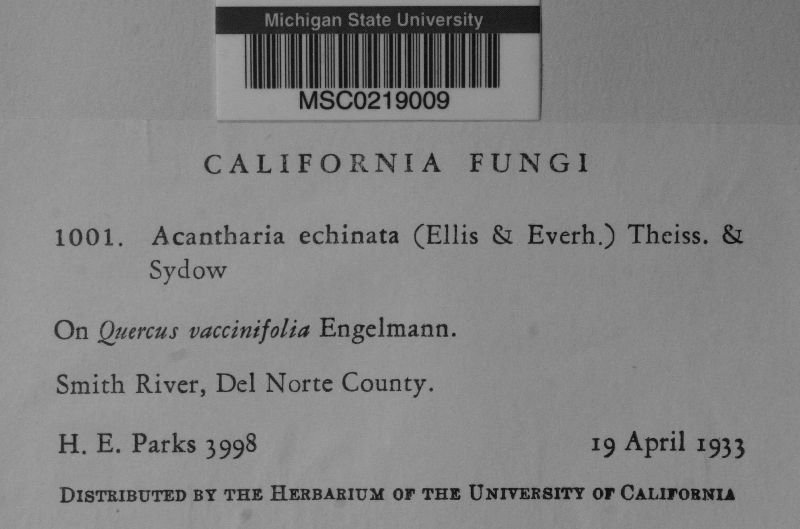 Michigan State University
MSC0219009
CALIFORNIA FUNGI
1001. Acantharia echinata (Ellis & Everh.) Theiss. &
Sydow
On Quercus vaccinifolia Engelmann.
Smith River, Del Norte County.
H. E. Parks 3998 19 April 1933
DISTRIBUTED BY THE HERBARIUM OF THE UNIVERSITY OF CALIFORNIA